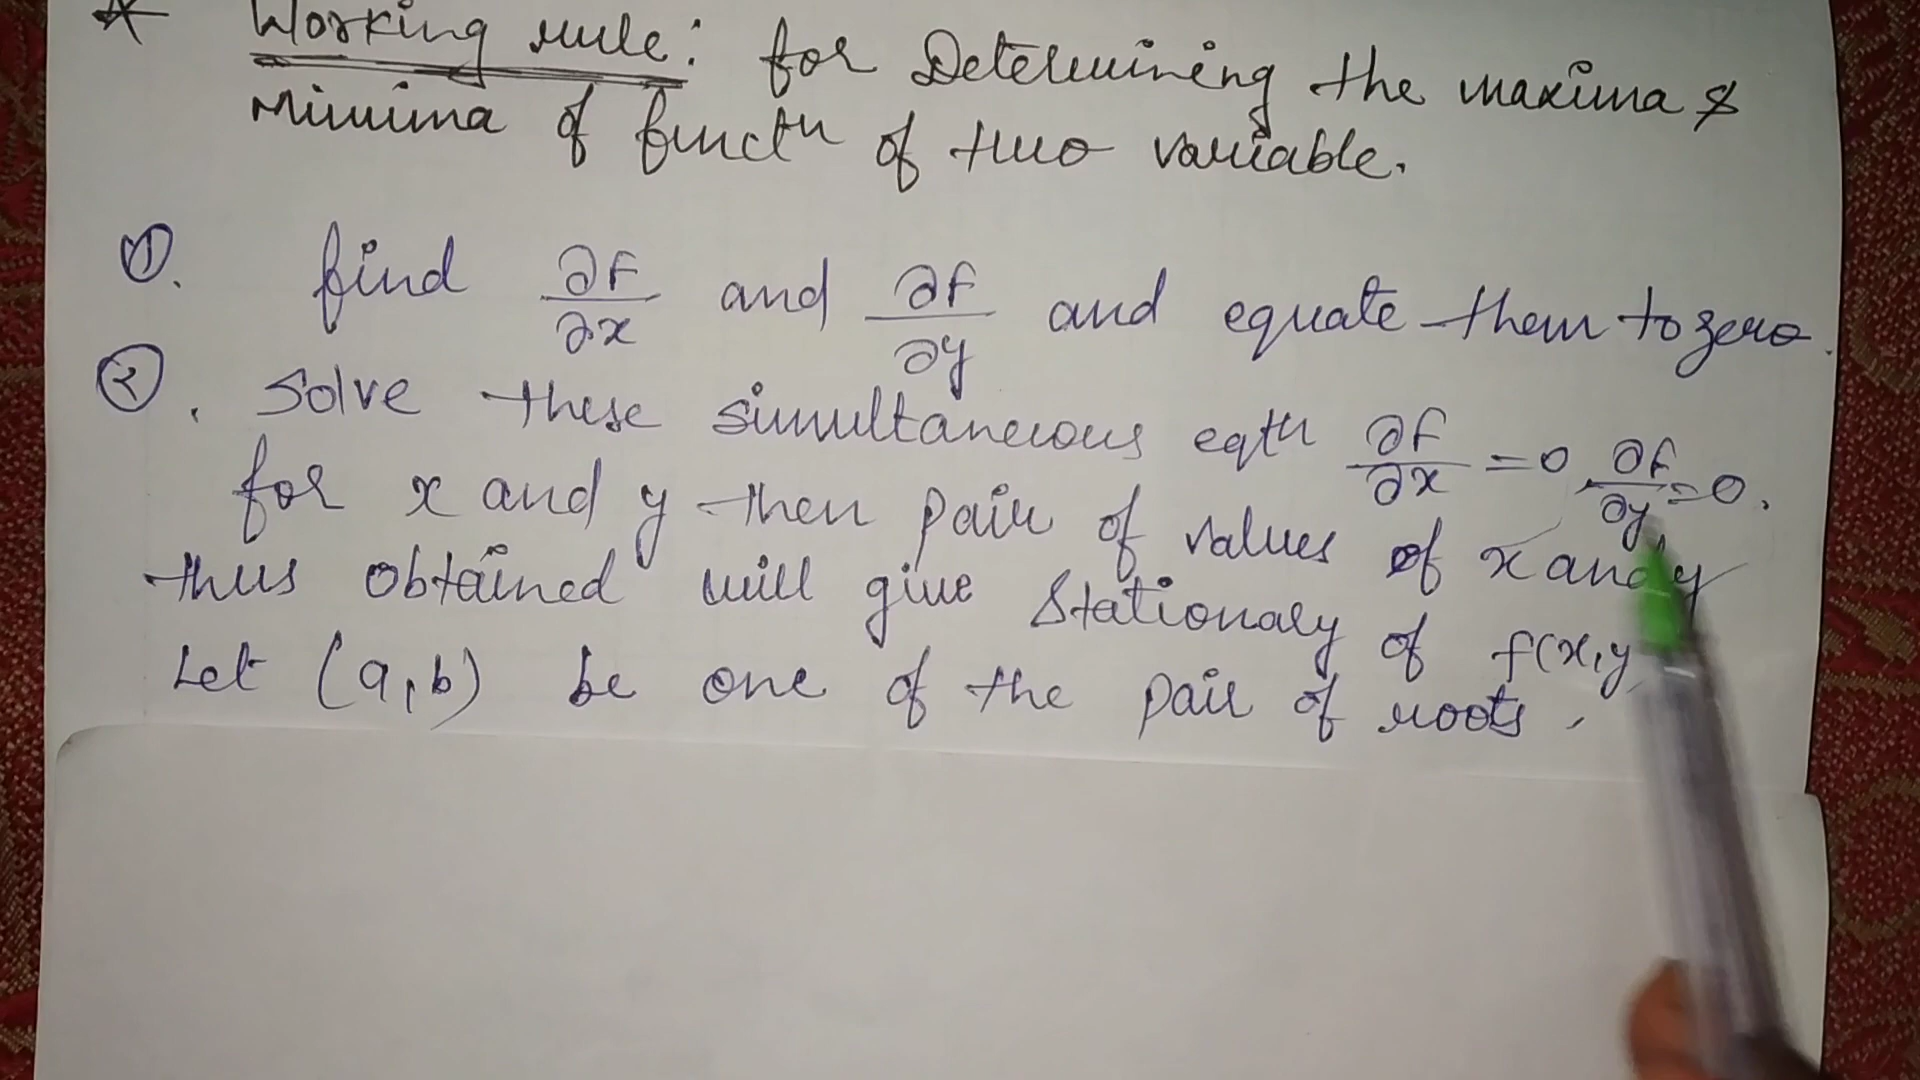 * Working rule: for Determining the maxima &
minima of functn of two variable.
①. find ∂f/∂x and ∂f/∂y and equate them to zero.
②. Solve these simultaneous eqtn ∂f/∂x = 0, ∂f/∂y = 0.
for x and y then pair of values of x and y
thus obtained will give stationary of f(x,y
Let (a,b) be one of the pair of roots.